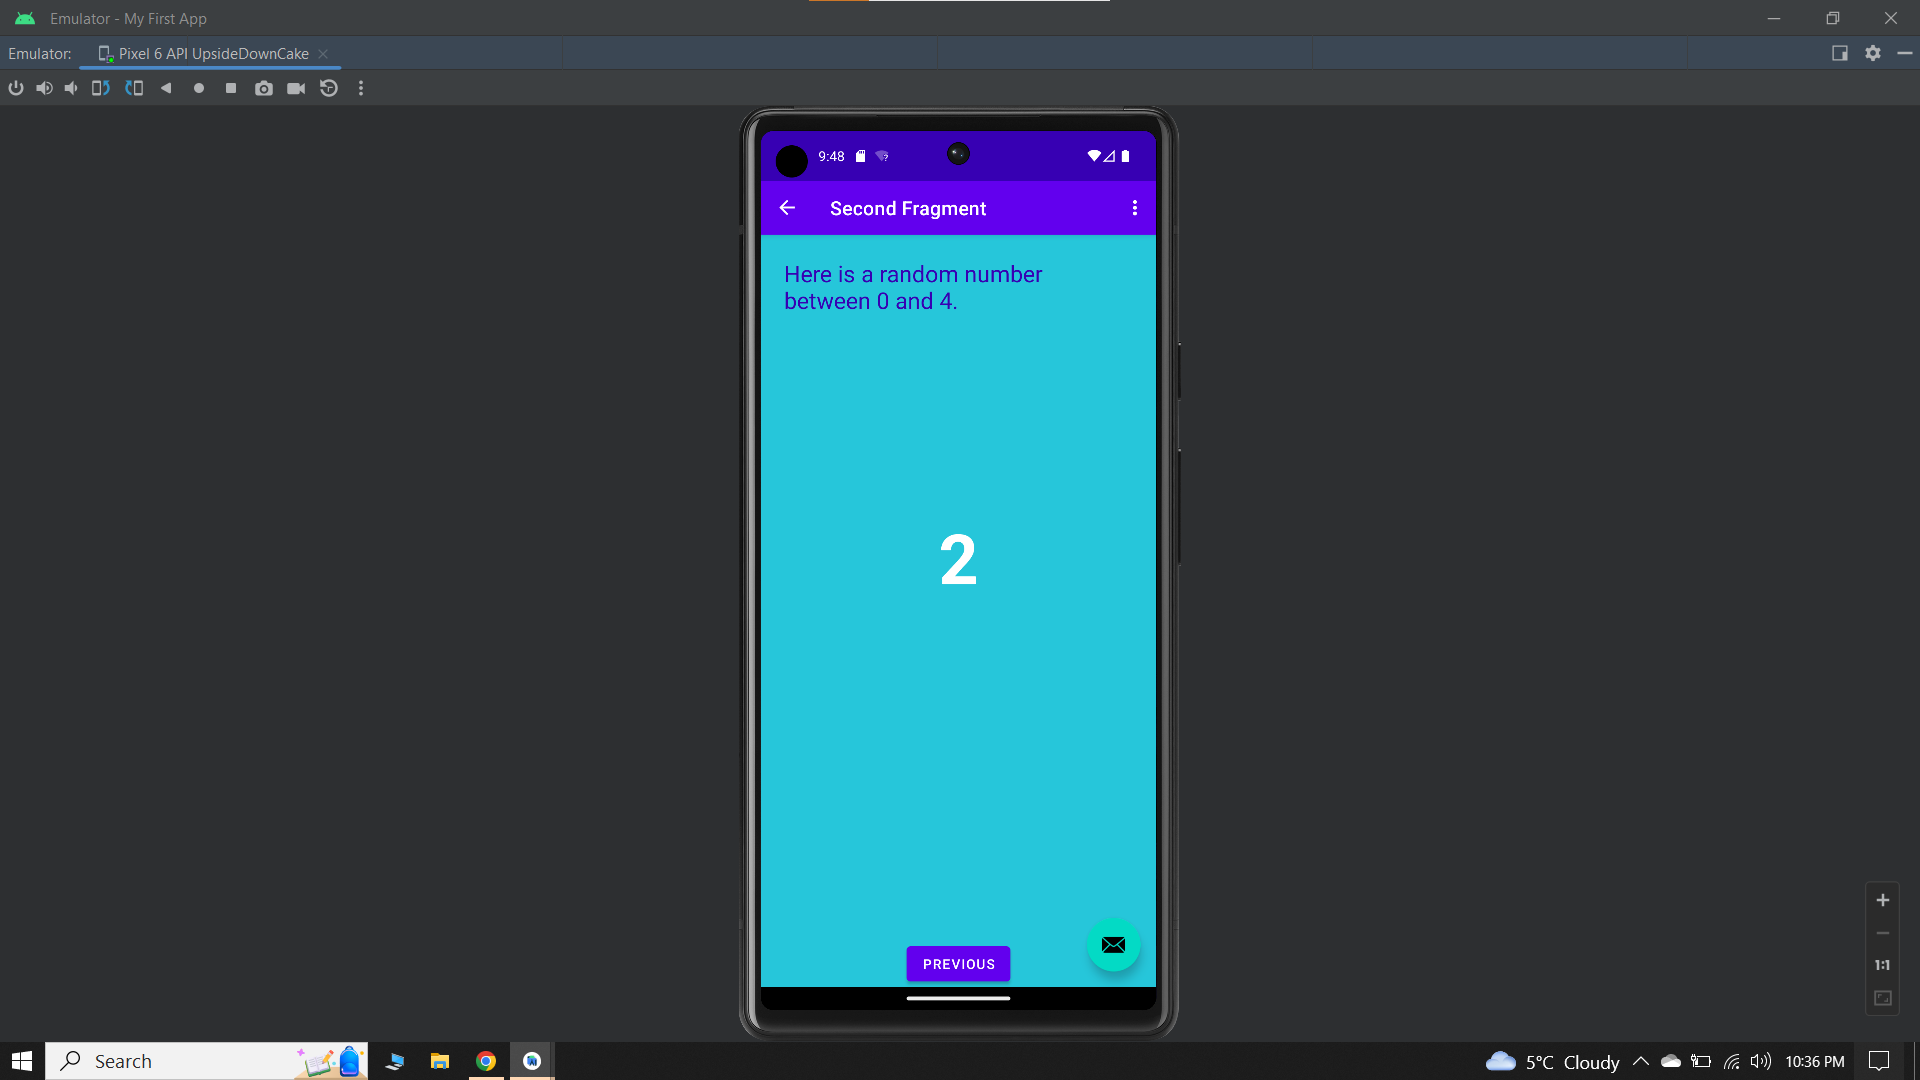 Emulator - My First App
Emulator:
Pixel 6 API UpsideDownCake
9:48
Second Fragment
Here is a random number
between 0 and 4.
2
PREVIOUS
1:1
Search
5°C Cloudy
10:36 PM